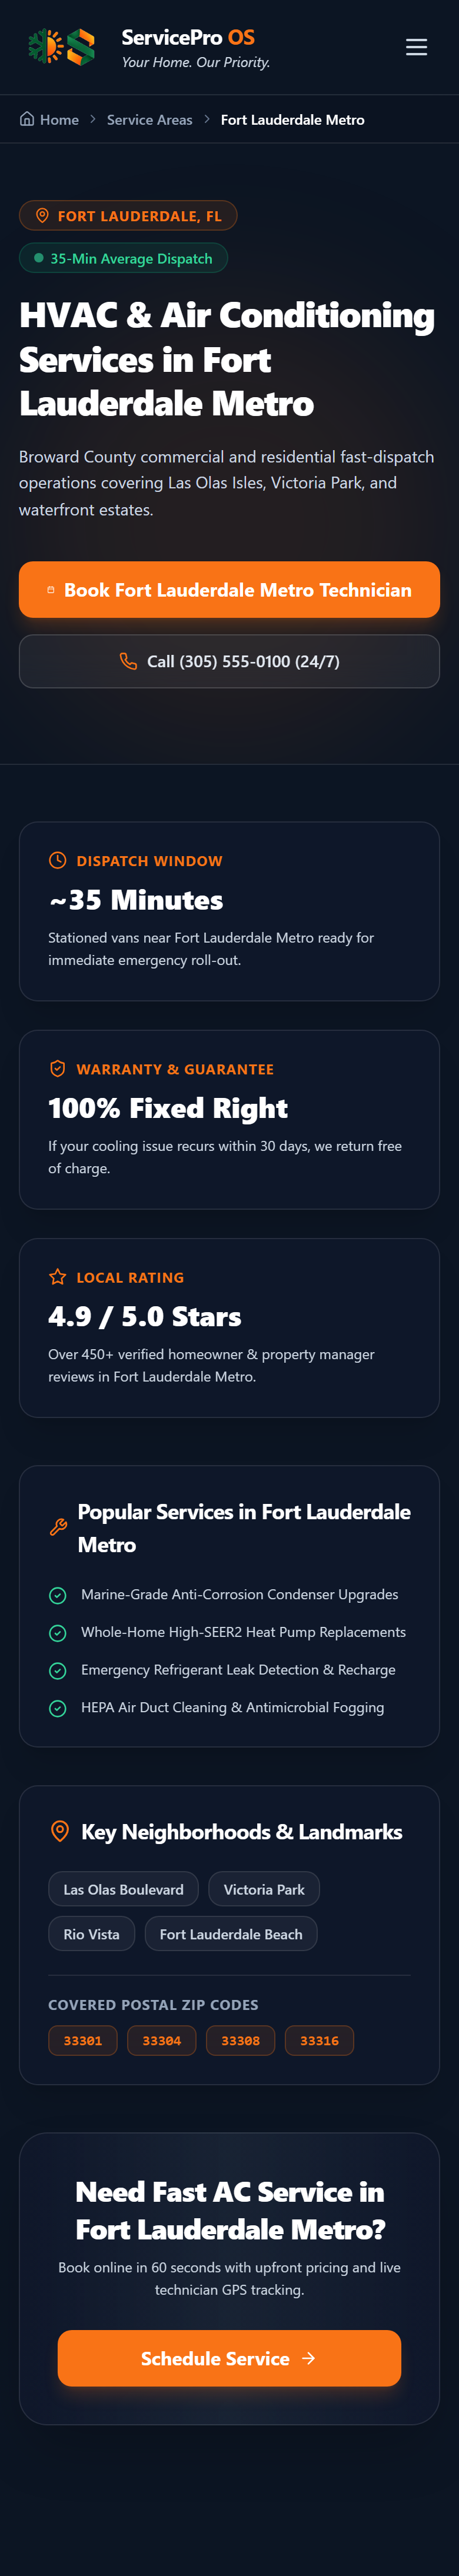 ServicePro OS
Your Home. Our Priority.
Home
Service Areas
Fort Lauderdale Metro
FORT LAUDERDALE, FL
35-Min Average Dispatch
HVAC & Air Conditioning
Services in Fort
Lauderdale Metro
Broward County commercial and residential fast-dispatch
operations covering Las Olas Isles, Victoria Park, and
waterfront estates.
Book Fort Lauderdale Metro Technician
Call (305) 555-0100 (24/7)
DISPATCH WINDOW
~35 Minutes
Stationed vans near Fort Lauderdale Metro ready for
immediate emergency roll-out.
WARRANTY & GUARANTEE
100% Fixed Right
If your cooling issue recurs within 30 days, we return free
of charge.
LOCAL RATING
4.9 / 5.0 Stars
Over 450+ verified homeowner & property manager
reviews in Fort Lauderdale Metro.
Popular Services in Fort Lauderdale
Metro
Marine-Grade Anti-Corrosion Condenser Upgrades
Whole-Home High-SEER2 Heat Pump Replacements
Emergency Refrigerant Leak Detection & Recharge
HEPA Air Duct Cleaning & Antimicrobial Fogging
Key Neighborhoods & Landmarks
Las Olas Boulevard
Victoria Park
Rio Vista
Fort Lauderdale Beach
COVERED POSTAL ZIP CODES
33301
33304
33308
33316
Need Fast AC Service in
Fort Lauderdale Metro?
Book online in 60 seconds with upfront pricing and live
technician GPS tracking.
Schedule Service